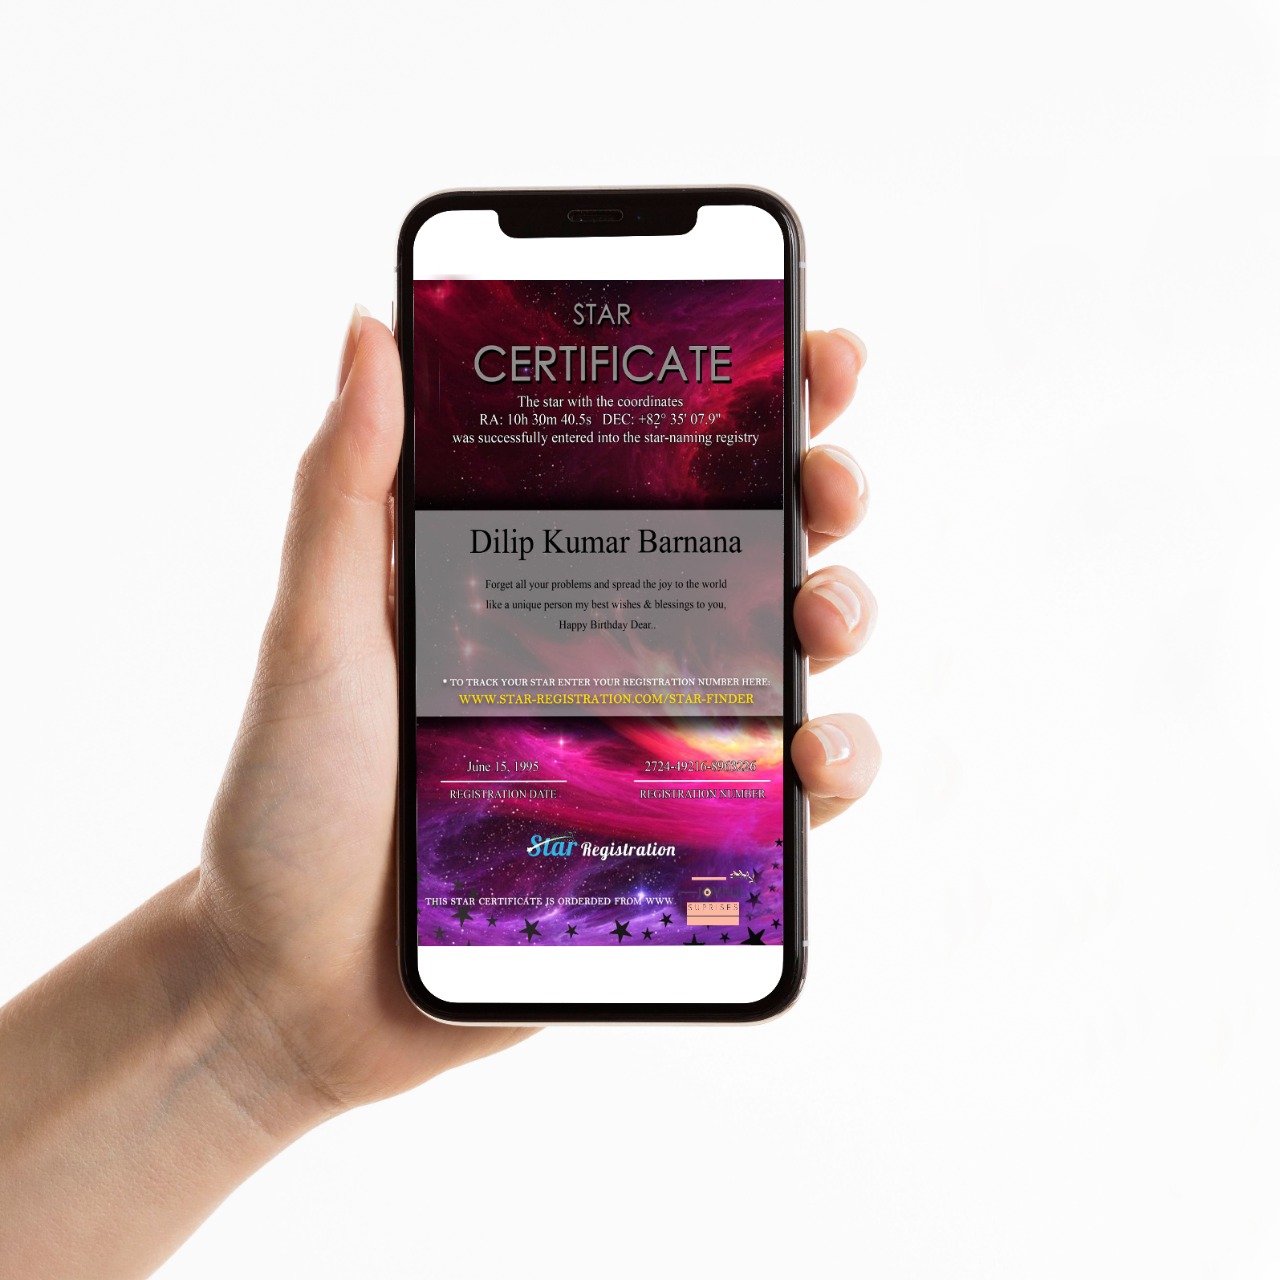 STAR
CERTIFICATE
The star with the coordinates
RA: 10h 30m 40.5s DEC: +82° 35' 07.9"
was successfully entered into the star-naming registry
Dilip Kumar Barnana
Forget all your problems and spread the joy to the world
like a unique person my best wishes & blessings to you,
Happy Birthday Dear..
* TO TRACK YOUR STAR ENTER YOUR REGISTRATION NUMBER HERE:
WWW.STAR-REGISTRATION.COM/STAR-FINDER
June 15, 1995
REGISTRATION DATE
REGISTRATION NUMBER
Star Registration
THIS STAR CERTIFICATE IS ORDERDED FROM WWW.
SUPRISES